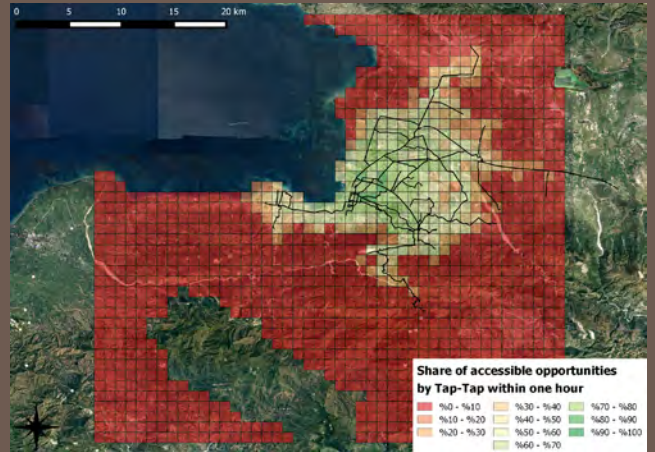 0 5 10 15 20 km
Share of accessible opportunities
by Tap-Tap within one hour
%0 - %10 %30 - %40 %70 - %80
%10 - %20 %40 - %50 %80 - %90
%20 - %30 %50 - %60 %90 - %100
%60 - %70